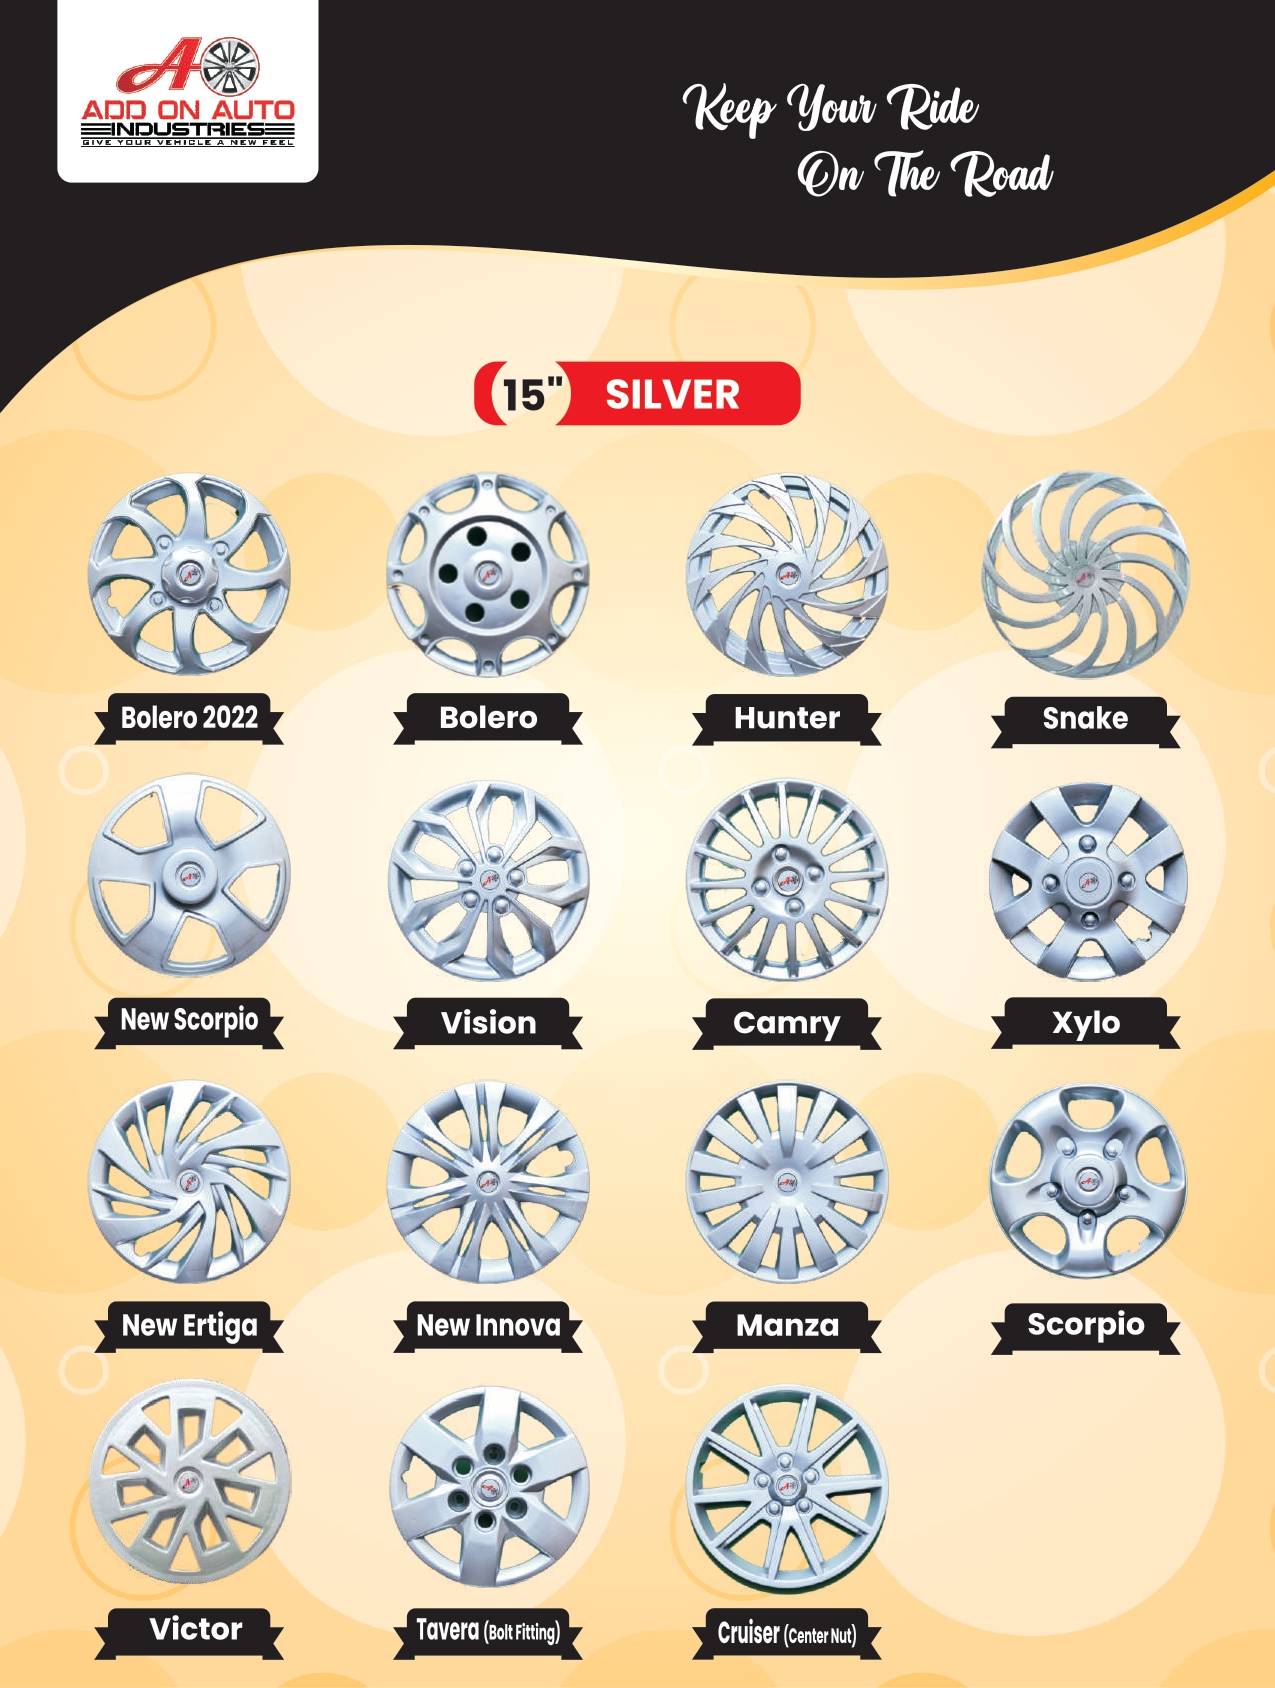 ADD ON AUTO
INDUSTRIES
GIVE YOUR VEHICLE A NEW FEEL
Keep Your Ride
On The Road
15" SILVER
Bolero 2022
Bolero
Hunter
Snake
New Scorpio
Vision
Camry
Xylo
New Ertiga
New Innova
Manza
Scorpio
Victor
Tavera (Bolt Fitting)
Cruiser (Center Nut)